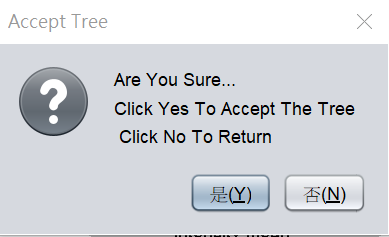 Accept Tree
Are You Sure...
Click Yes To Accept The Tree
Click No To Return
是(Y) 否(N)